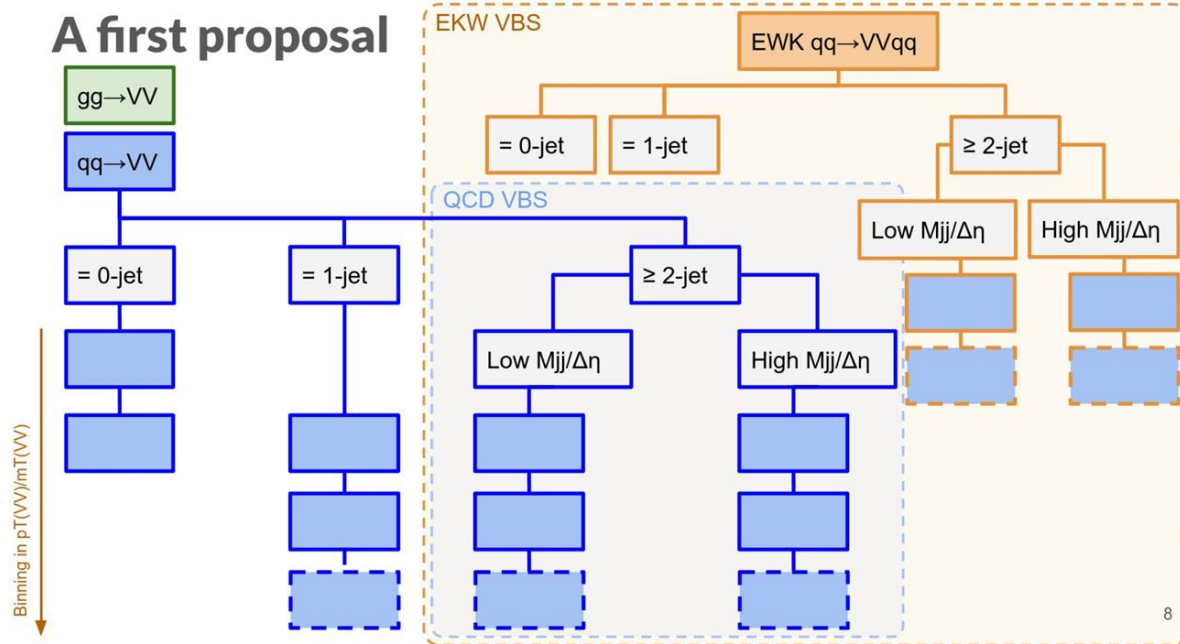 A first proposal
gg→VV
qq→VV
= 0-jet
= 1-jet
EKW VBS
EWK qq→VVqq
= 0-jet
= 1-jet
≥ 2-jet
Low Mjj/Δη
High Mjj/Δη
QCD VBS
≥ 2-jet
Low Mjj/Δη
High Mjj/Δη
Binning in pT(VV)/mT(VV)
8